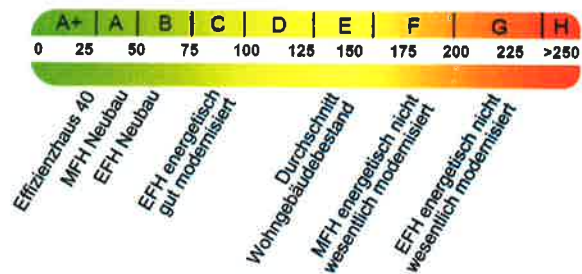 A+ A B C D E F G H
0 25 50 75 100 125 150 175 200 225 >250
Effizienzhaus 40
MFH Neubau
EFH Neubau
EFH energetisch
gut modernisiert
Durchschnitt
Wohngebäudebestand
MFH energetisch nicht
wesentlich modernisiert
EFH energetisch nicht
wesentlich modernisiert